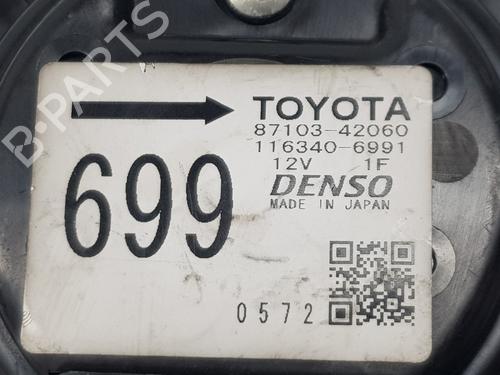 B-PARTS
TOYOTA
87103-42060
116340-6991
12V 1F
DENSO
MADE IN JAPAN
699
0572